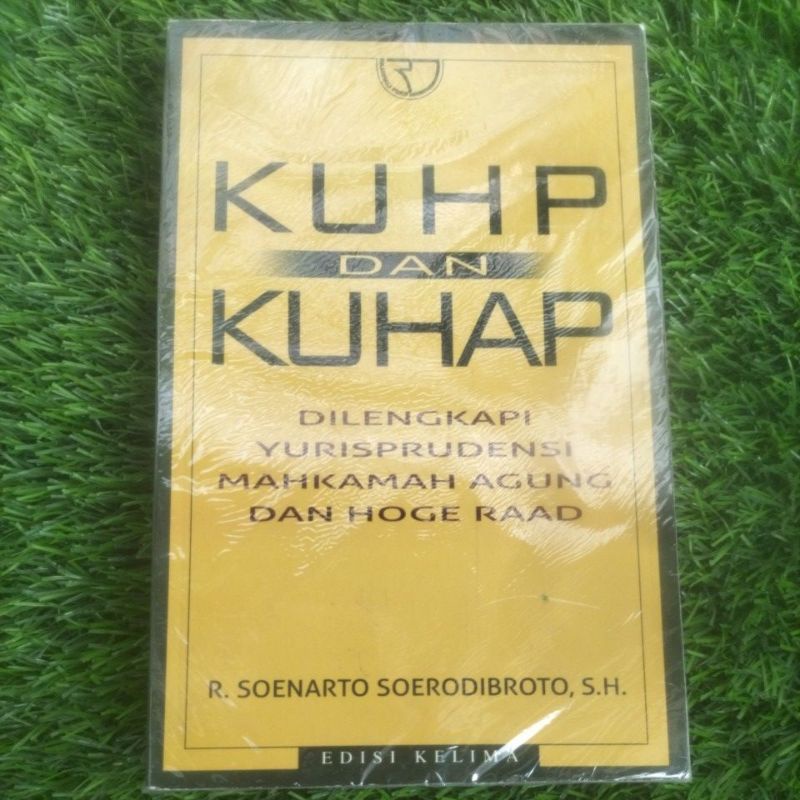 KUHP
DAN
KUHAP
DILENGKAPI
YURISPRUDENSI
MAHKAMAH AGUNG
DAN HOGE RAAD
R. SOENARTO SOERODIBROTO, S.H.
EDISI KELIMA